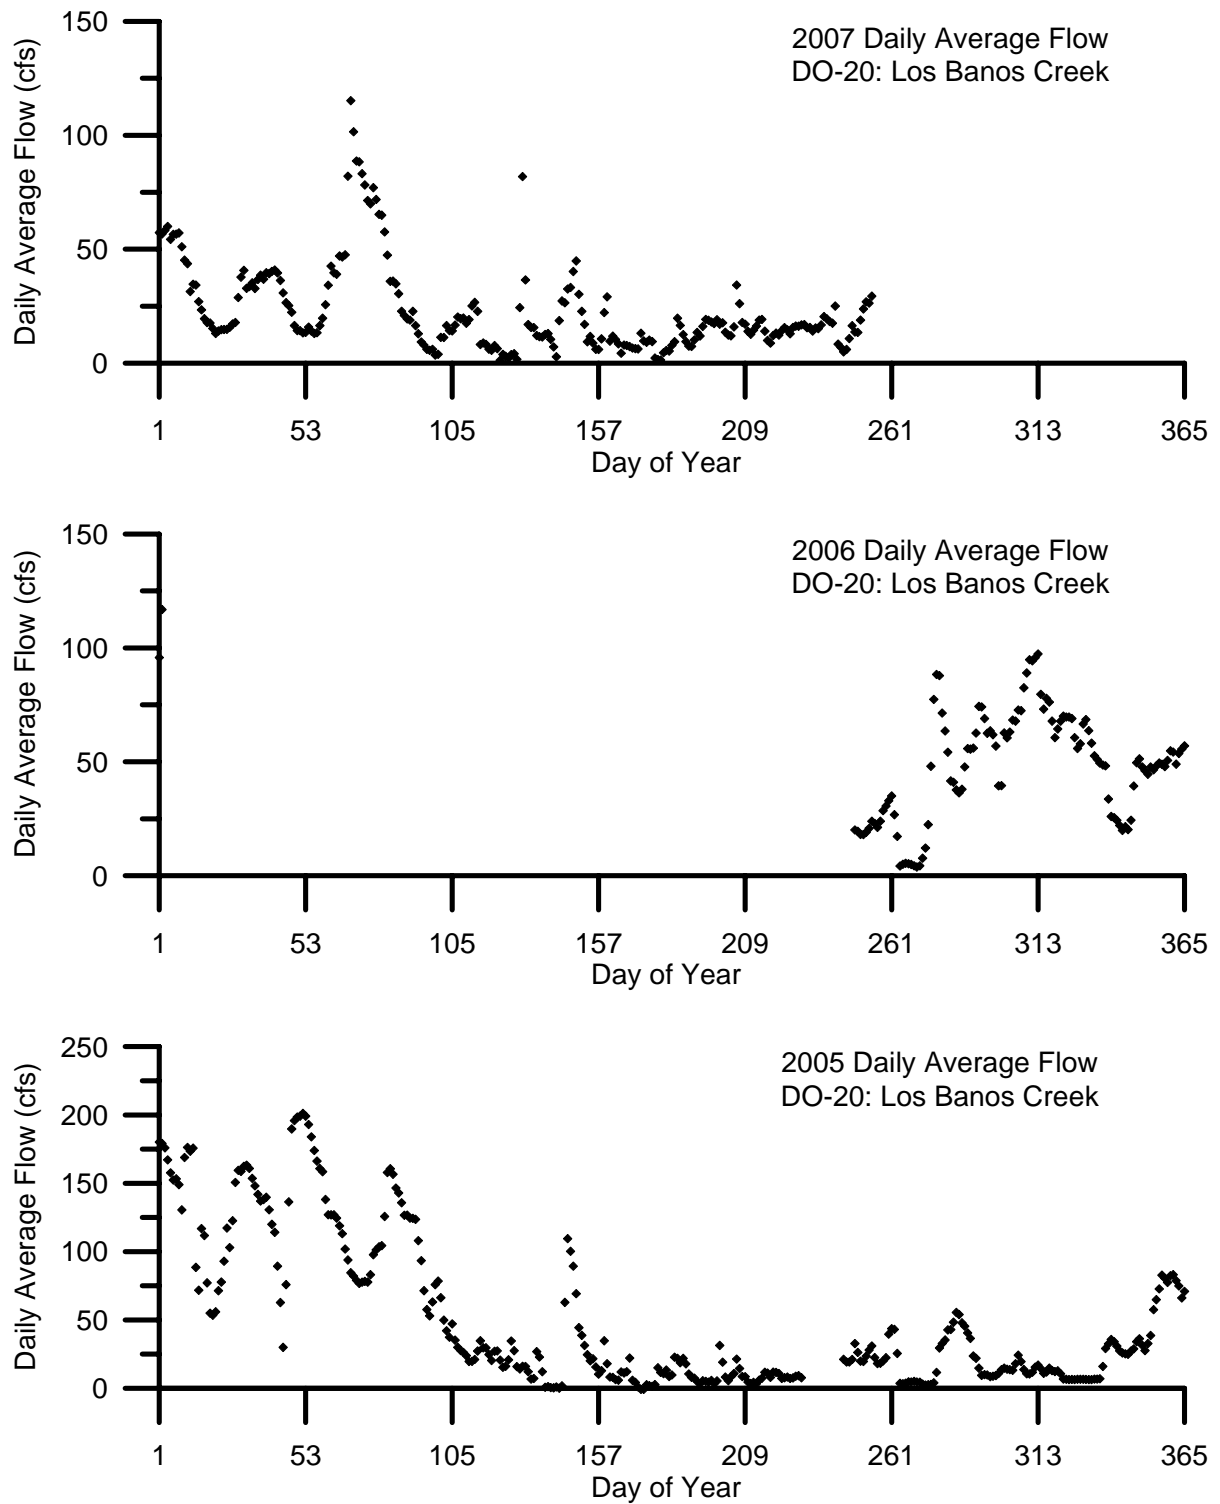 2007 Daily Average Flow
DO-20: Los Banos Creek
Daily Average Flow (cfs)
150
100
50
0
1 53 105 157 209 261 313 365
Day of Year
2006 Daily Average Flow
DO-20: Los Banos Creek
Daily Average Flow (cfs)
150
100
50
0
1 53 105 157 209 261 313 365
Day of Year
2005 Daily Average Flow
DO-20: Los Banos Creek
Daily Average Flow (cfs)
250
200
150
100
50
0
1 53 105 157 209 261 313 365
Day of Year